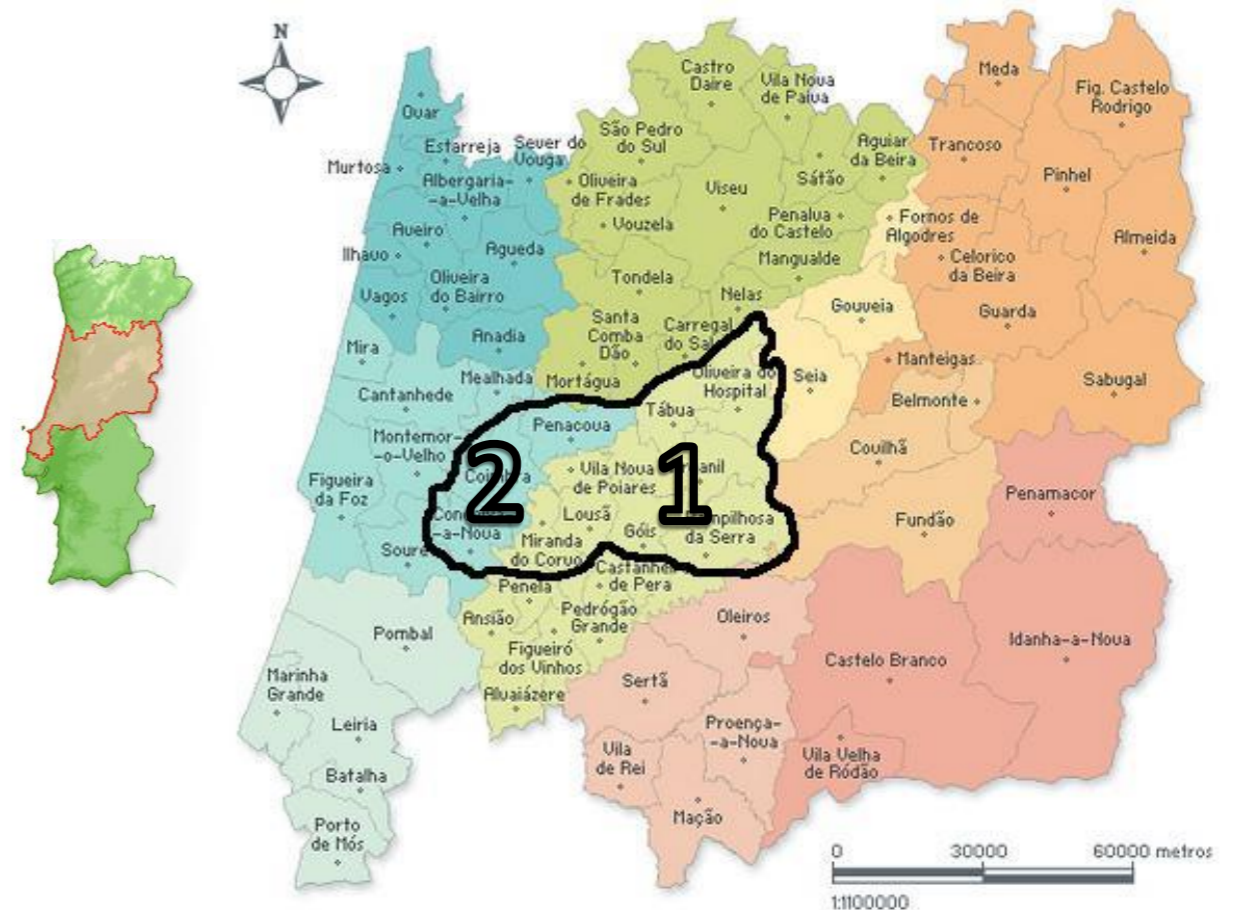 N
Castro
Daire
Vila Nova
de Paiva
Meda
Fig. Castelo
Rodrigo
Ovar
São Pedro
do Sul
Aguiar
da Beira
Trancoso
Estarreja
Sever do
Vouga
Murtosa
Albergaria-
-a-Velha
Oliveira
de Frades
Viseu
Sátão
Pinhel
Vouzela
Penalva
do Castelo
Fornos de
Algodres
Aveiro
Ílhavo
Agueda
Mangualde
Celorico
da Beira
Almeida
Oliveira
do Bairro
Vagos
Tondela
Nelas
Gouveia
Guarda
Anadia
Santa
Comba
Dão
Carregal
do Sal
Mira
Mealhada
Mortágua
Oliveira do
Hospital
Seia
Manteigas
Sabugal
Cantanhede
Tábua
Belmonte
Penacova
Montemor-
-o-Velho
Covilhã
2
1
Vila Nova
de Poiares
Figueira
da Foz
Penamacor
-a-Nova
Lousã
Góis
da Serra
Fundão
Soure
Miranda
do Corvo
de Pera
Penela
Ansião
Pedrógão
Grande
Oleiros
Pombal
Figueiró
dos Vinhos
Castelo Branco
Idanha-a-Nova
Marinha
Grande
Alvaiázere
Sertã
Leiria
Proença-
-a-Nova
Vila
de Rei
Vila Velha
de Ródão
Batalha
Mação
Porto
de Mós
0 30000 60000 metros
1:1100000